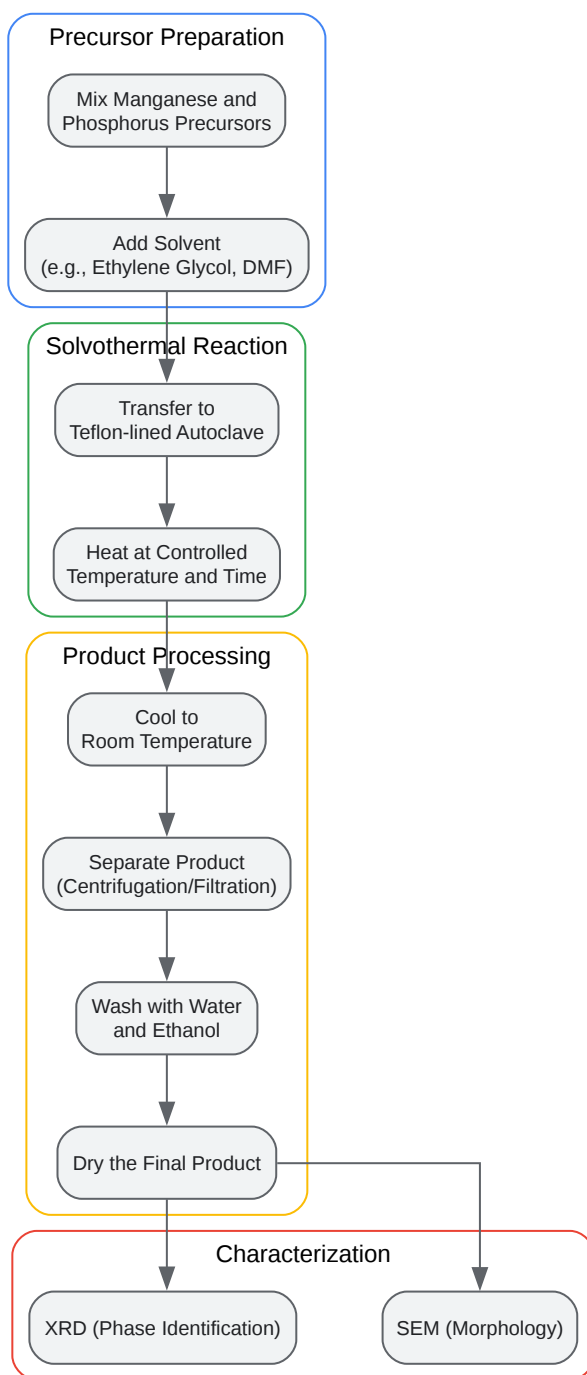 Precursor Preparation
Mix Manganese and
Phosphorus Precursors
Add Solvent
(e.g., Ethylene Glycol, DMF)
Solvothermal Reaction
Transfer to
Teflon-lined Autoclave
Heat at Controlled
Temperature and Time
Product Processing
Cool to
Room Temperature
Separate Product
(Centrifugation/Filtration)
Wash with Water
and Ethanol
Dry the Final Product
Characterization
XRD (Phase Identification)
SEM (Morphology)